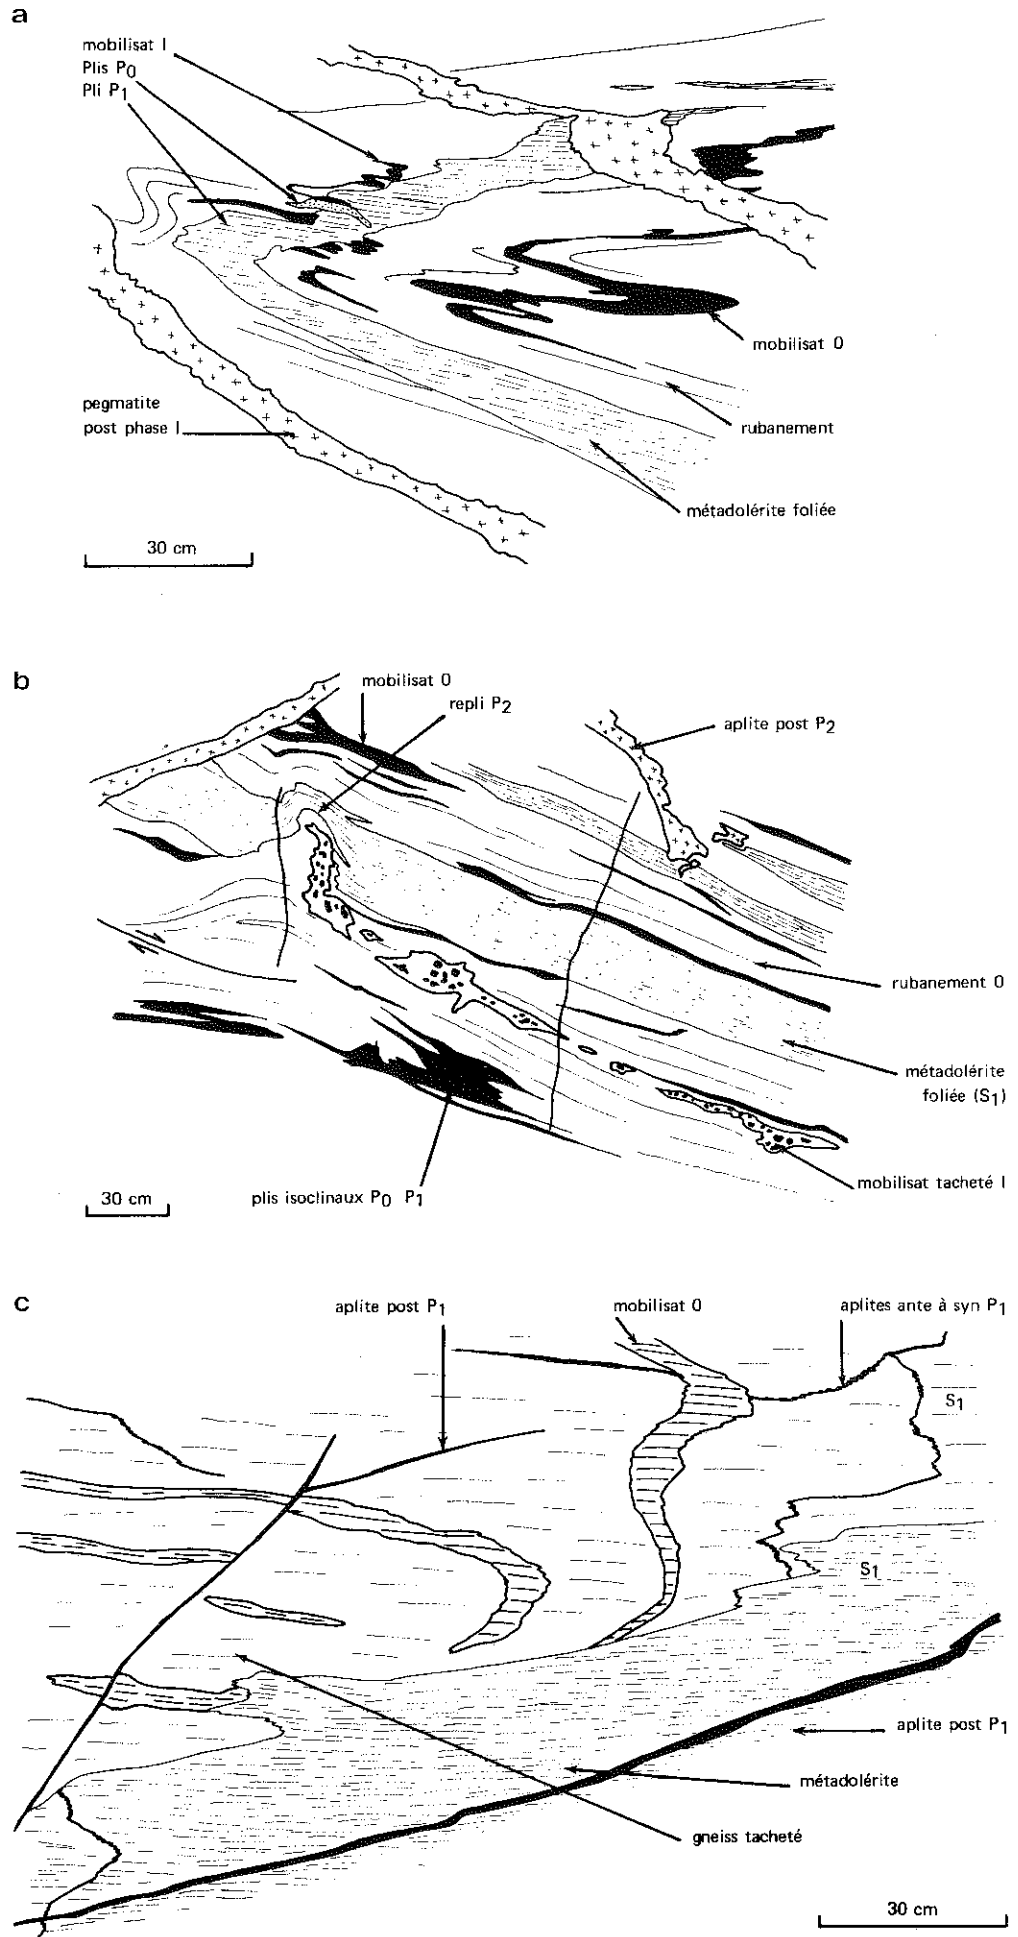 a
mobilisat I
Plis P0
Pli P1
mobilisat 0
pegmatite
post phase I
rubanement
métadolérite foliée
30 cm
b
mobilisat 0
repli P2
aplite post P2
rubanement 0
métadolérite
foliée (S1)
mobilisat tacheté I
plis isoclinaux P0 P1
30 cm
c
aplite post P1
mobilisat 0
aplites ante à syn P1
S1
S1
aplite post P1
métadolérite
gneiss tacheté
30 cm